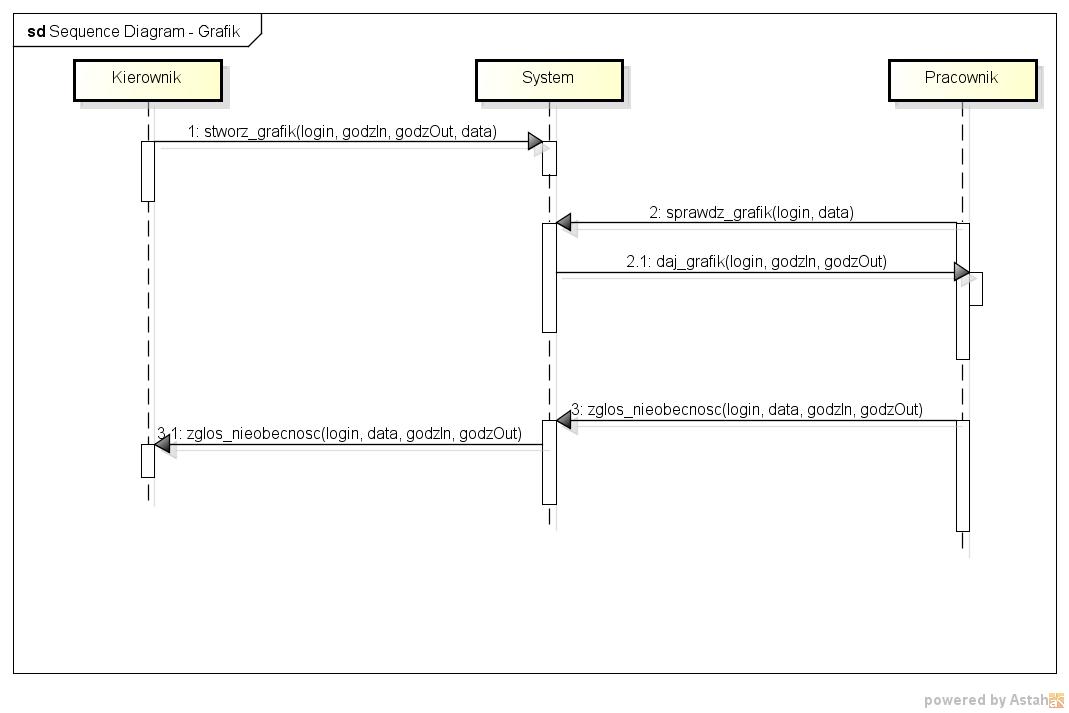 sd Sequence Diagram - Grafik
Kierownik
System
Pracownik
1: stworz_grafik(login, godzIn, godzOut, data)
2: sprawdz_grafik(login, data)
2.1: daj_grafik(login, godzIn, godzOut)
3: zglos_nieobecnosc(login, data, godzIn, godzOut)
3.1: zglos_nieobecnosc(login, data, godzIn, godzOut)
powered by Astah